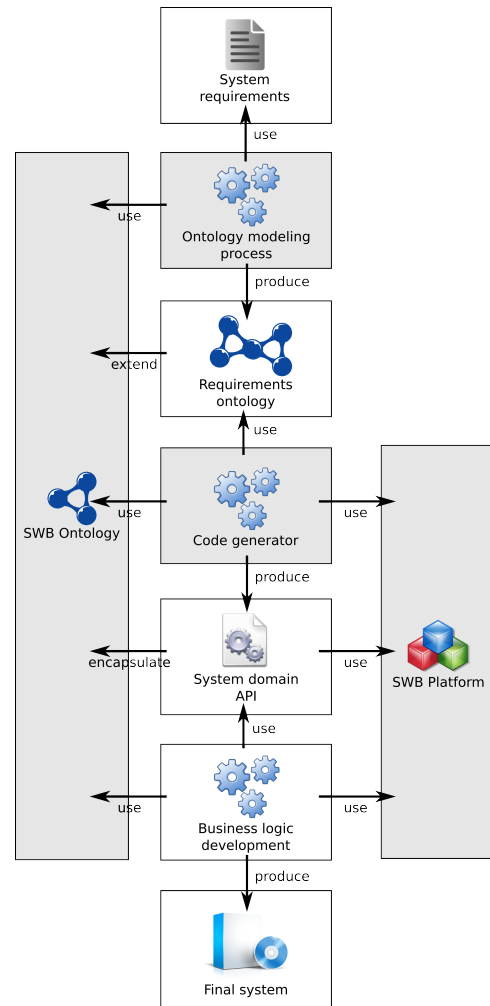 System
requirements
use
use
Ontology modeling
process
produce
extend
Requirements
ontology
use
SWB Ontology
use
Code generator
use
produce
encapsulate
System domain
API
use
SWB Platform
use
use
Business logic
development
use
produce
Final system